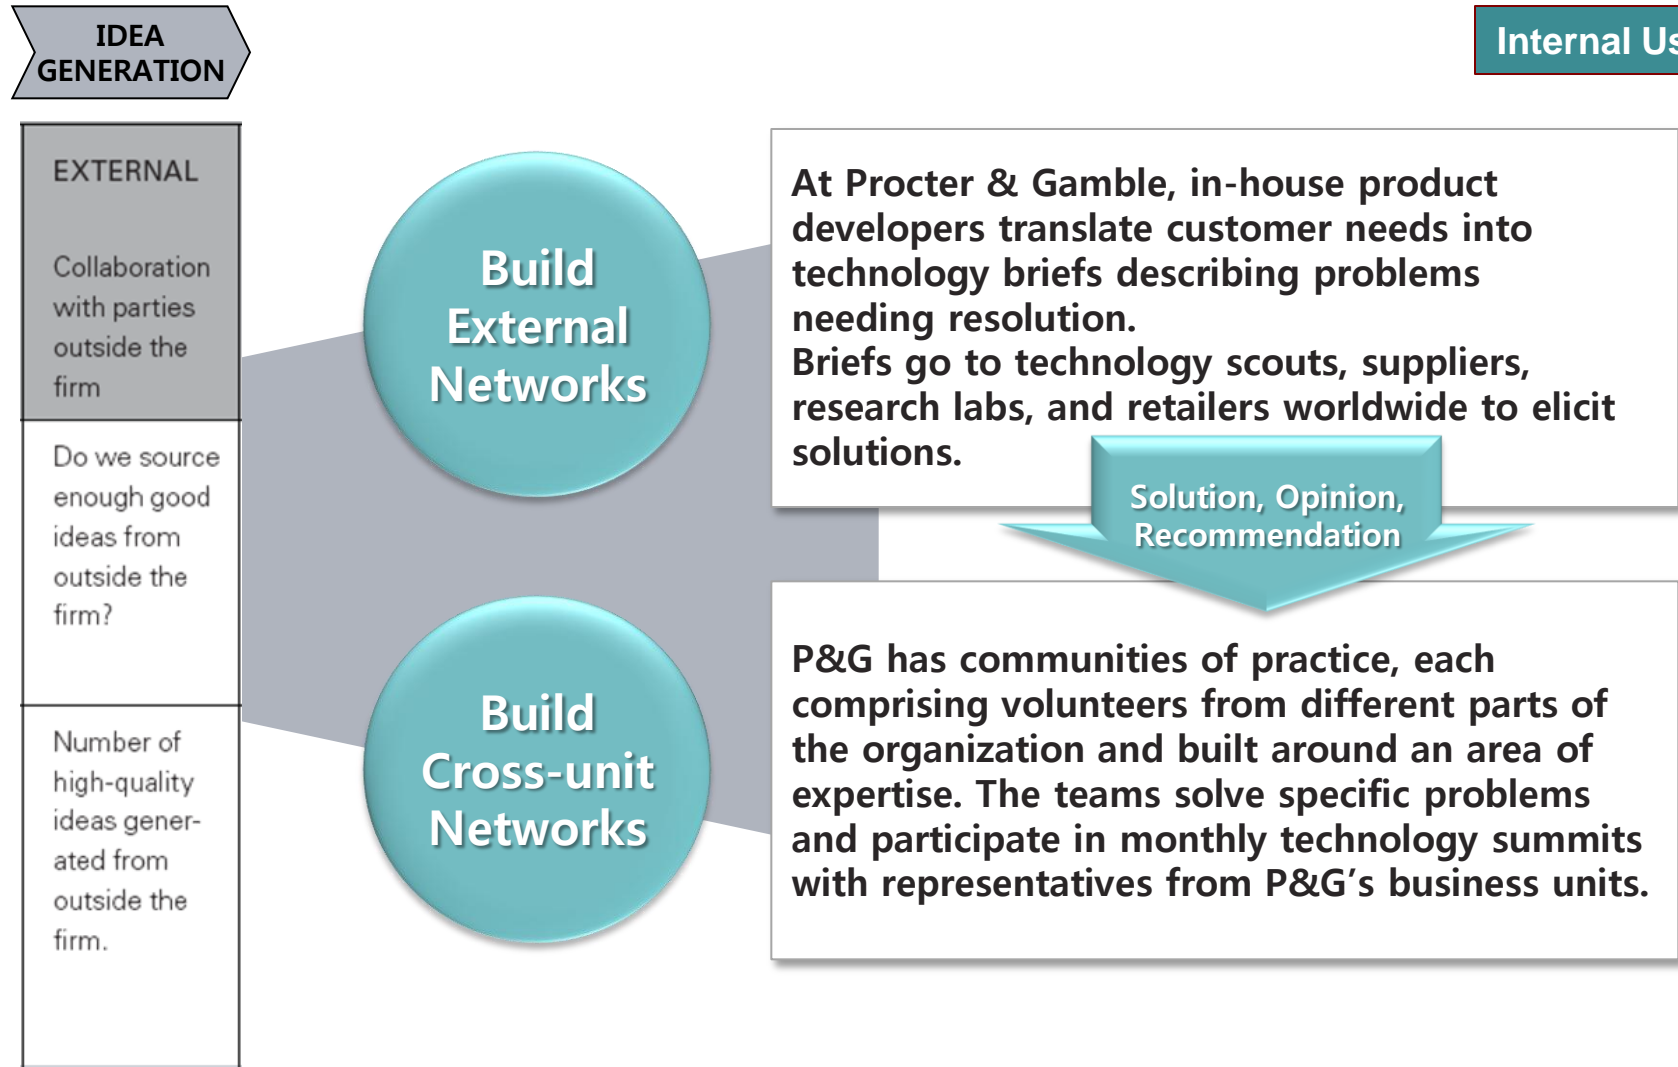 IDEA
GENERATION
Internal Us
EXTERNAL
Collaboration
with parties
outside the
firm
Do we source
enough good
ideas from
outside the
firm?
Number of
high-quality
ideas gener-
ated from
outside the
firm.
Build
External
Networks
At Procter & Gamble, in-house product
developers translate customer needs into
technology briefs describing problems
needing resolution.
Briefs go to technology scouts, suppliers,
research labs, and retailers worldwide to elicit
solutions.
Solution, Opinion,
Recommendation
Build
Cross-unit
Networks
P&G has communities of practice, each
comprising volunteers from different parts of
the organization and built around an area of
expertise. The teams solve specific problems
and participate in monthly technology summits
with representatives from P&G’s business units.